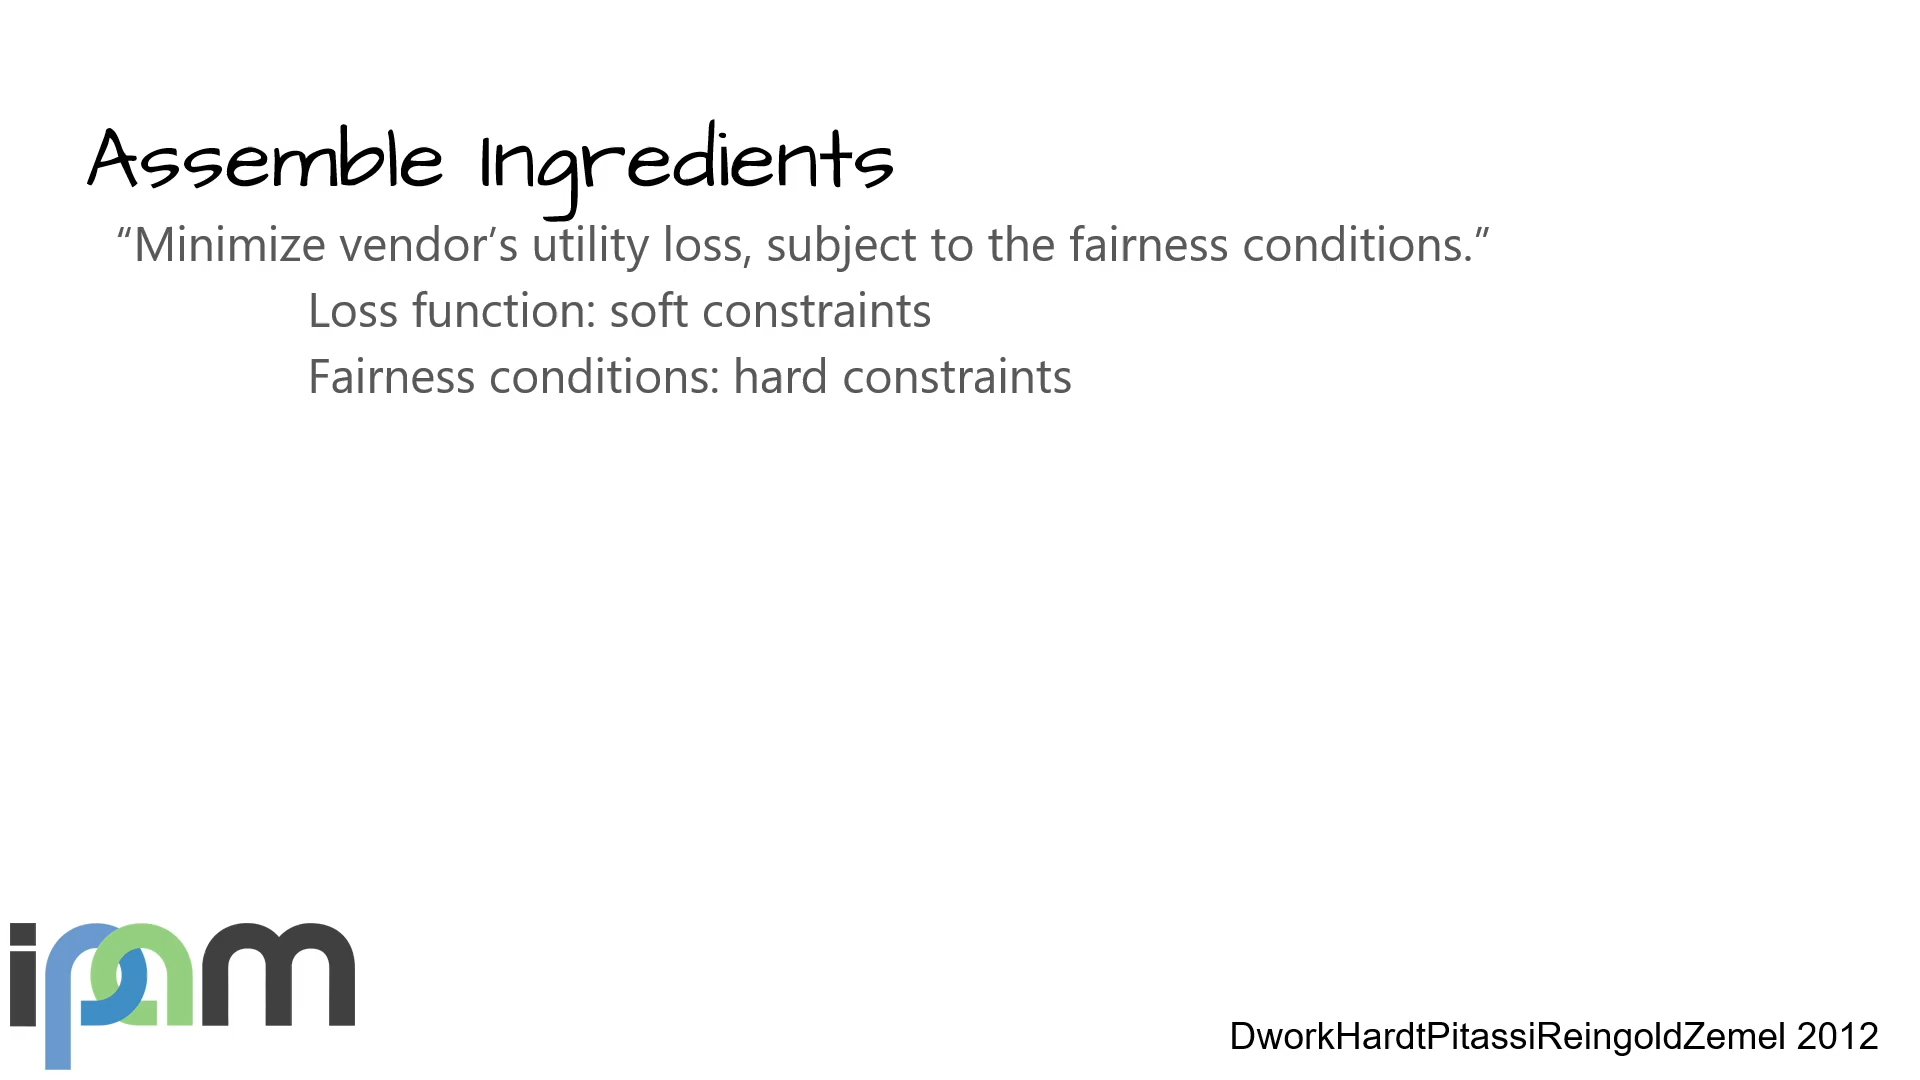 Assemble Ingredients
“Minimize vendor’s utility loss, subject to the fairness conditions.”
Loss function: soft constraints
Fairness conditions: hard constraints
ipam
DworkHardtPitassiReingoldZemel 2012